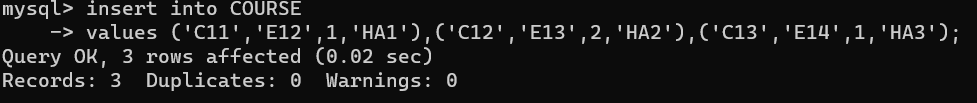 mysql> insert into COURSE
    -> values ('C11','E12',1,'HA1'),('C12','E13',2,'HA2'),('C13','E14',1,'HA3');
Query OK, 3 rows affected (0.02 sec)
Records: 3  Duplicates: 0  Warnings: 0